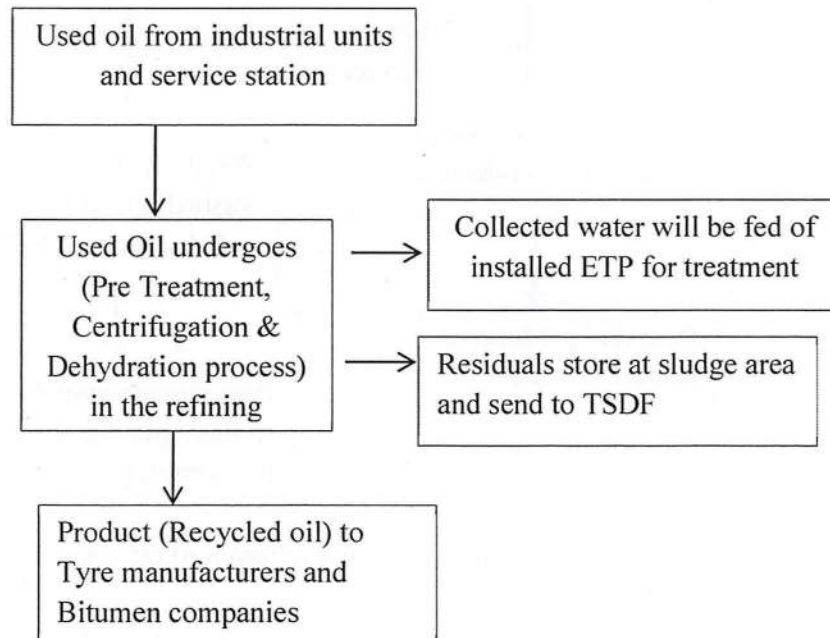 Used oil from industrial units
and service station
Used Oil undergoes
(Pre Treatment,
Centrifugation &
Dehydration process)
in the refining
Collected water will be fed of
installed ETP for treatment
Residuals store at sludge area
and send to TSDF
Product (Recycled oil) to
Tyre manufacturers and
Bitumen companies